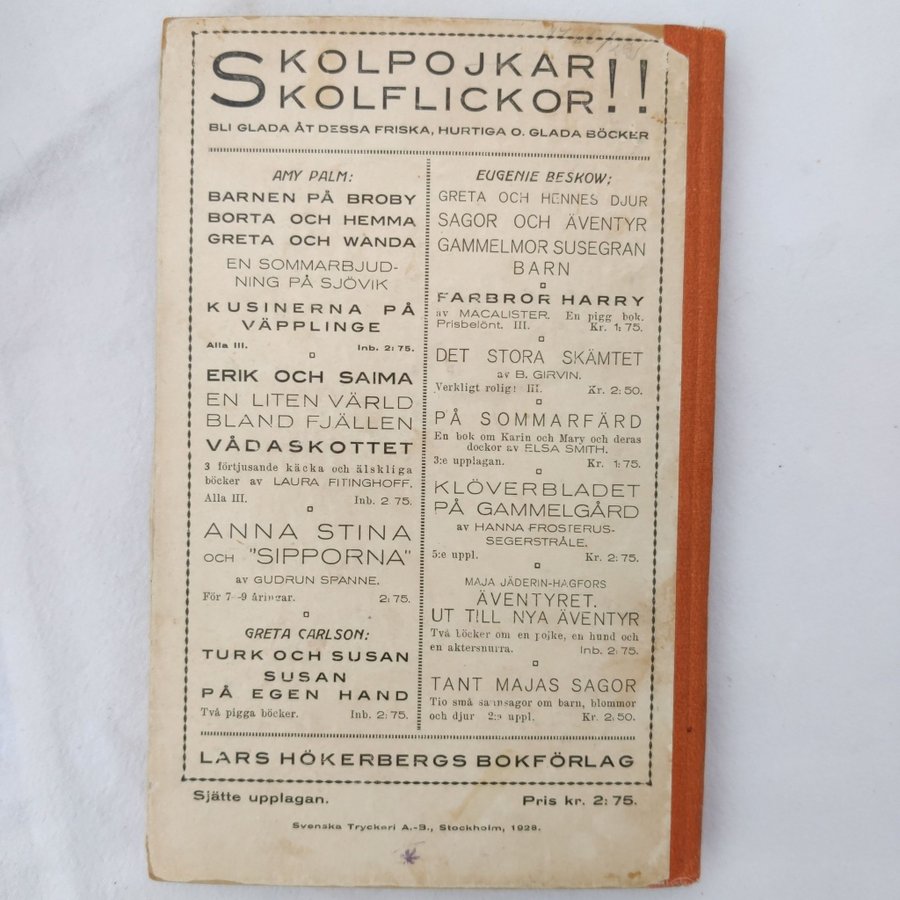 SKOLPOJKAR
SKOLFLICKOR!!
BLI GLADA ÅT DESSA FRISKA, HURTIGA O. GLADA BÖCKER
AMY PALM:
BARNEN PÅ BROBY
BORTA OCH HEMMA
GRETA OCH WANDA
EN SOMMARBJUD-
NING PÅ SJÖVIK
KUSINERNA PÅ
VÄPPLINGE
Alla Ill. Inb. 2: 75.
ERIK OCH SAIMA
EN LITEN VÄRLD
BLAND FJÄLLEN
VÅDASKOTTET
3 förtjusande käcka och älskliga
böcker av LAURA FITINGHOFF.
Alla Ill. Inb. 2 75.
ANNA STINA
OCH "SIPPORNA"
av GUDRUN SPANNE.
För 7—9 åringar. 2: 75.
GRETA CARLSON:
TURK OCH SUSAN
SUSAN
PÅ EGEN HAND
Två pigga böcker. Inb. 2: 75.
EUGENIE BESKOW;
GRETA OCH HENNES DJUR
SAGOR OCH ÄVENTYR
GAMMELMOR SUSEGRAN
BARN
FARBROR HARRY
av MACALISTER. En pigg bok.
Prisbelönt. Ill. Kr. 1: 75.
DET STORA SKÄMTET
av B. GIRVIN.
Verkligt rolig! Ill. Kr. 2: 50.
PÅ SOMMARFÄRD
En bok om Karin och Mary och deras
dockor av ELSA SMITH.
3:e upplagan. Kr. 1: 75.
KLÖVERBLADET
PÅ GAMMELGÅRD
av HANNA FROSTERUS-
SEGERSTRÅLE.
5:e uppl. Kr. 2: 75.
MAJA JÄDERIN-HAGFORS
ÄVENTYRET.
UT TILL NYA ÄVENTYR
Två böcker om en pojke, en hund och
en aktersnurra. Inb. 2: 75.
TANT MAJAS SAGOR
Tio små sannsagor om barn, blommor
och djur 2:a uppl. Kr. 2: 50.
LARS HÖKERBERGS BOKFÖRLAG
Sjätte upplagan. Pris kr. 2: 75.
Svenska Tryckeri A.-B., Stockholm, 1928.